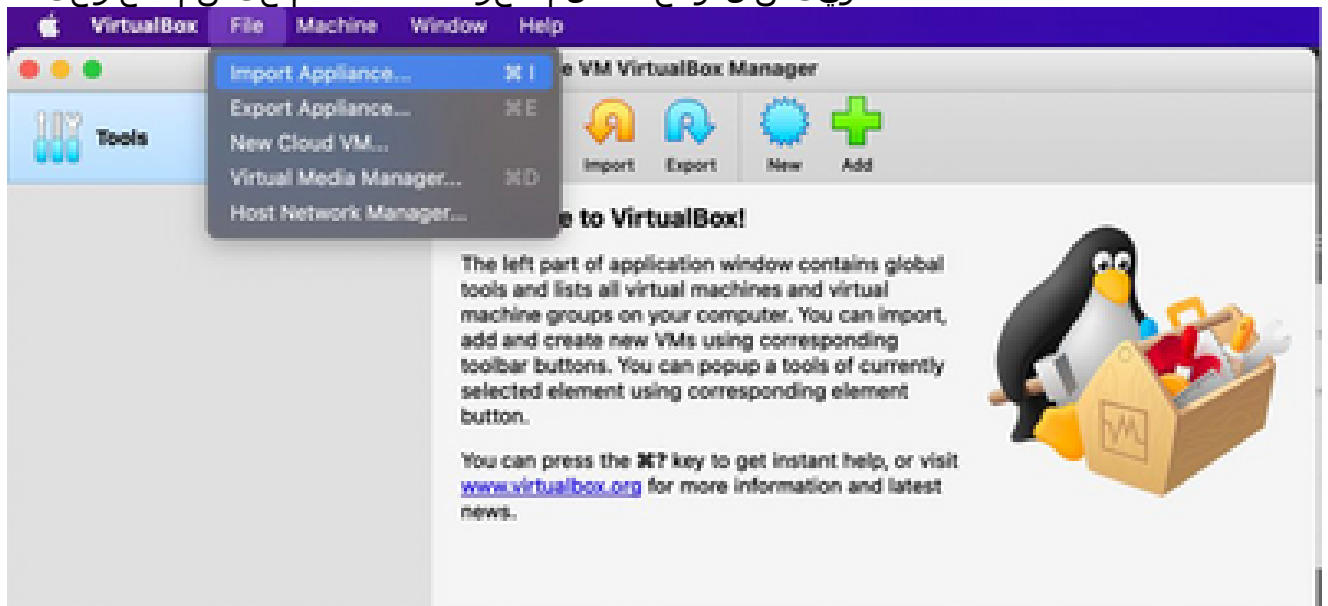 VirtualBox File Machine Window Help
Import Appliance... ⌘ I
Export Appliance... ⌘ E
New Cloud VM...
Virtual Media Manager... ⌘ D
Host Network Manager...
e VM VirtualBox Manager
Tools
Import Export New Add
e to VirtualBox!
The left part of application window contains global
tools and lists all virtual machines and virtual
machine groups on your computer. You can import,
add and create new VMs using corresponding
toolbar buttons. You can popup a tools of currently
selected element using corresponding element
button.
You can press the ⌘? key to get instant help, or visit
www.virtualbox.org for more information and latest
news.